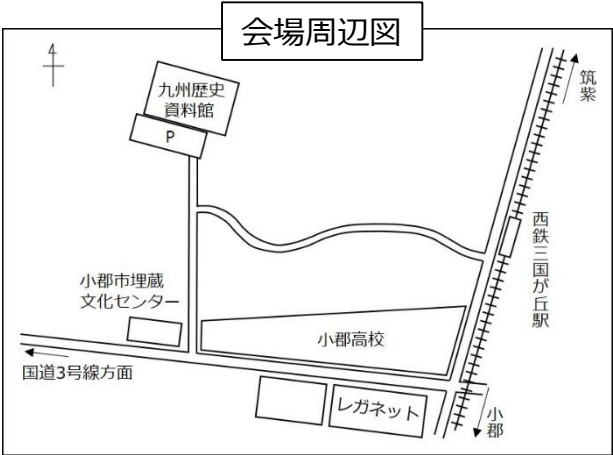 会場周辺図
4
九州歴史
資料館
P
筑紫
西鉄三国が丘駅
小郡市埋蔵
文化センター
小郡高校
国道3号線方面
レガネット
小郡